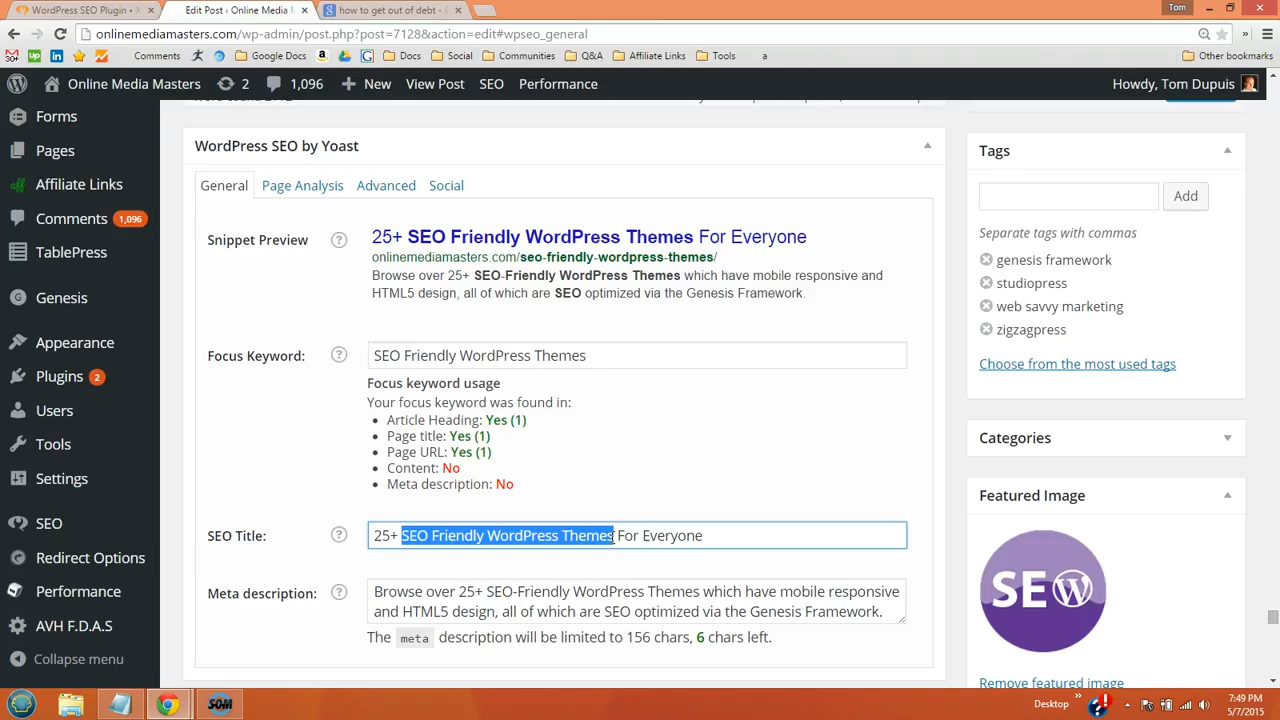 WordPress SEO Plugin •
Edit Post ‹ Online Media M
how to get out of debt -
Tom
onlinemediamasters.com/wp-admin/post.php?post=7128&action=edit#wpseo_general
Comments
Google Docs
Docs
Social
Communities
Q&A
Affiliate Links
Tools
a
Other bookmarks
Online Media Masters
2
1,096
New
View Post
SEO
Performance
Howdy, Tom Dupuis
Forms
Pages
Affiliate Links
Comments 1,096
TablePress
Genesis
Appearance
Plugins 2
Users
Tools
Settings
SEO
Redirect Options
Performance
AVH F.D.A.S
Collapse menu
WordPress SEO by Yoast
General
Page Analysis
Advanced
Social
Snippet Preview
25+ SEO Friendly WordPress Themes For Everyone
onlinemediamasters.com/seo-friendly-wordpress-themes/
Browse over 25+ SEO-Friendly WordPress Themes which have mobile responsive and
HTML5 design, all of which are SEO optimized via the Genesis Framework.
Focus Keyword:
SEO Friendly WordPress Themes
Focus keyword usage
Your focus keyword was found in:
Article Heading: Yes (1)
Page title: Yes (1)
Page URL: Yes (1)
Content: No
Meta description: No
SEO Title:
25+ SEO Friendly WordPress Themes For Everyone
Meta description:
Browse over 25+ SEO-Friendly WordPress Themes which have mobile responsive
and HTML5 design, all of which are SEO optimized via the Genesis Framework.
The meta description will be limited to 156 chars, 6 chars left.
Tags
Add
Separate tags with commas
genesis framework
studiopress
web savvy marketing
zigzagpress
Choose from the most used tags
Categories
Featured Image
SE W
Remove featured image
SOM
Desktop
7:49 PM
5/7/2015